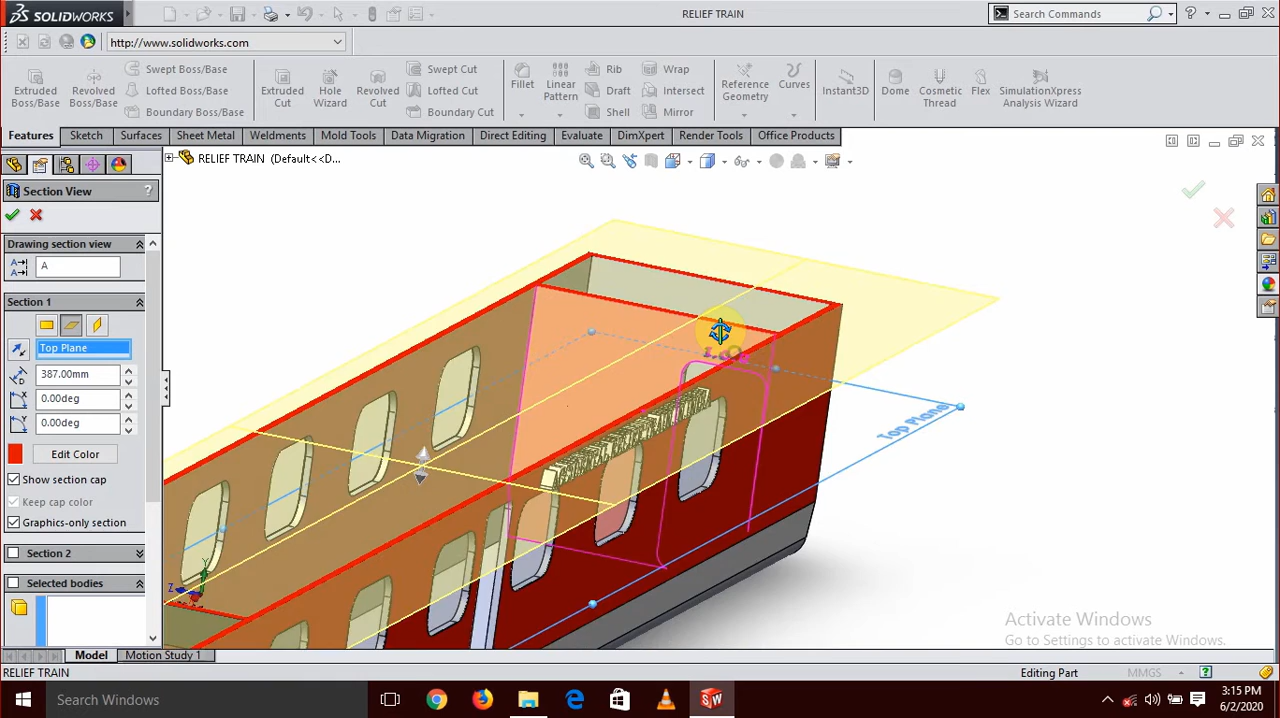 SOLIDWORKS
RELIEF TRAIN
Search Commands
http://www.solidworks.com
Extruded Boss/Base
Revolved Boss/Base
Swept Boss/Base
Lofted Boss/Base
Boundary Boss/Base
Extruded Cut
Hole Wizard
Revolved Cut
Swept Cut
Lofted Cut
Boundary Cut
Fillet
Linear Pattern
Rib
Draft
Shell
Wrap
Intersect
Mirror
Reference Geometry
Curves
Instant3D
Dome
Cosmetic Thread
Flex
SimulationXpress Analysis Wizard
Features Sketch Surfaces Sheet Metal Weldments Mold Tools Data Migration Direct Editing Evaluate DimXpert Render Tools Office Products
RELIEF TRAIN (Default<<D...
Section View ?
Drawing section view
A
Section 1
Top Plane
387.00mm
0.00deg
0.00deg
Edit Color
Show section cap
Keep cap color
Graphics-only section
Section 2
Selected bodies
Top Plane
Y
Z
Activate Windows
Go to Settings to activate Windows.
Model Motion Study 1
RELIEF TRAIN
Editing Part
MMGS
Search Windows
3:15 PM
6/2/2020